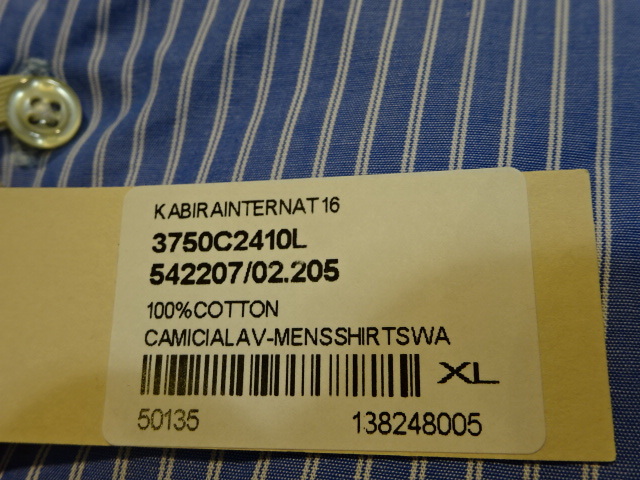 KABIRAINTERNAT16
3750C2410L
542207/02.205
100%COTTON
CAMICIALAV-MENSSHIRTSWA
XL
50135 138248005